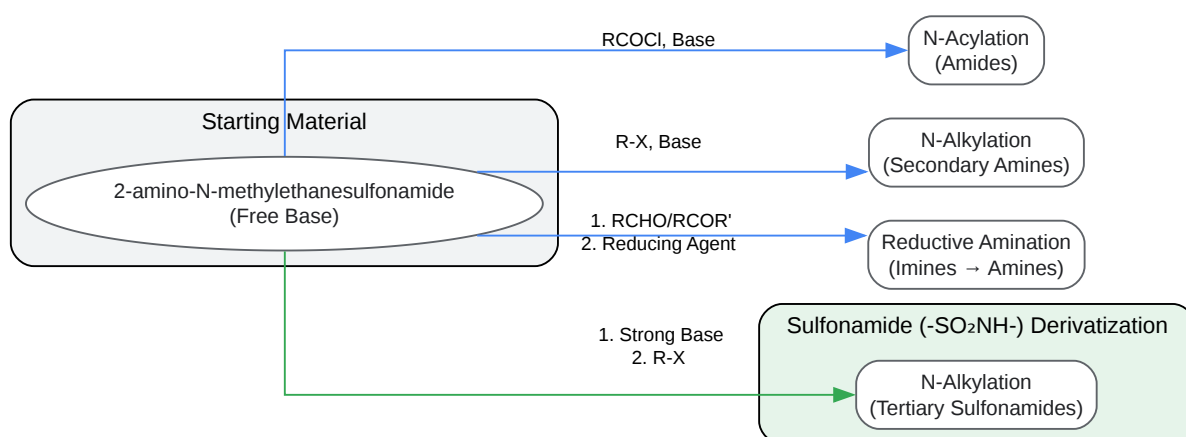 RCOCl, Base
N-Acylation
(Amides)
Starting Material
2-amino-N-methylethanesulfonamide
(Free Base)
R-X, Base
N-Alkylation
(Secondary Amines)
1. RCHO/RCOR'
2. Reducing Agent
Reductive Amination
(Imines → Amines)
1. Strong Base
2. R-X
Sulfonamide (-SO₂NH-) Derivatization
N-Alkylation
(Tertiary Sulfonamides)